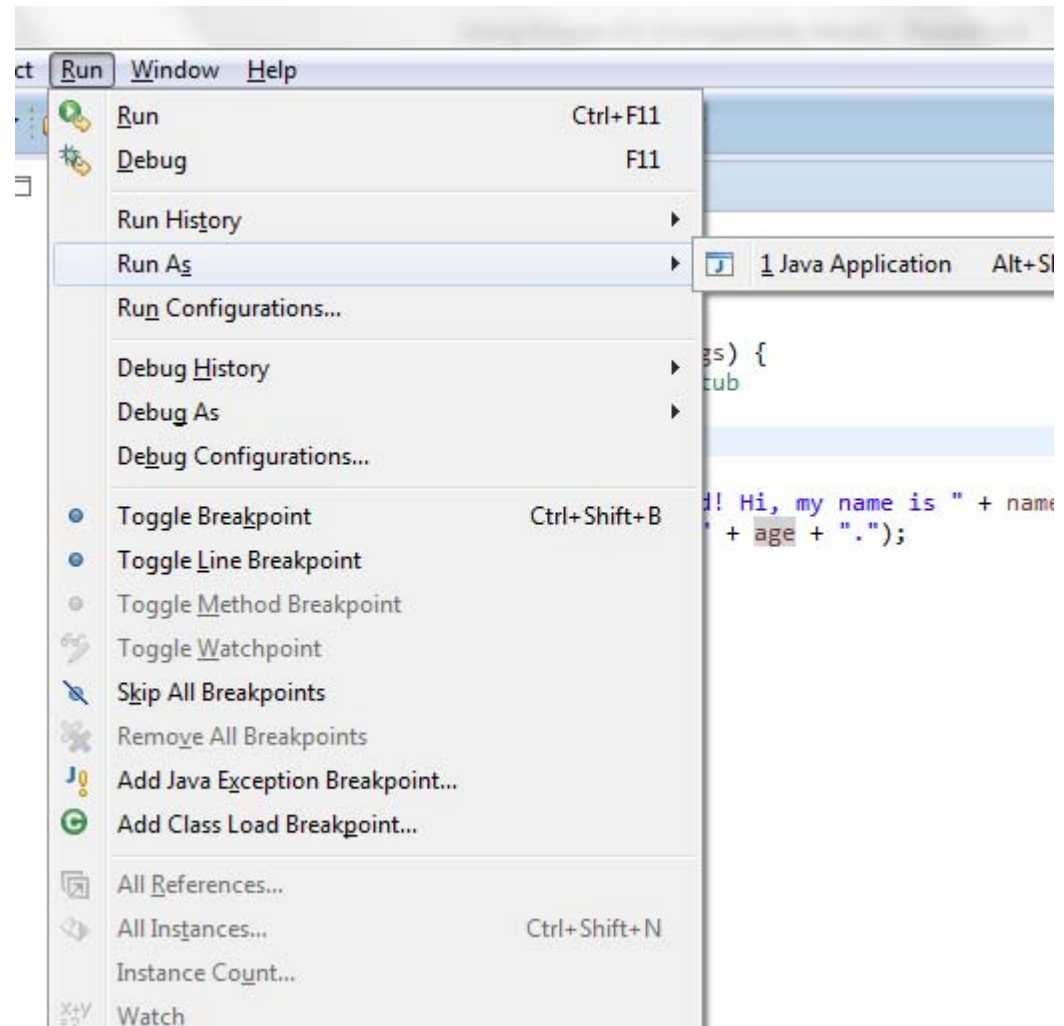 ct Run Window Help
Run Ctrl+F11
Debug F11
Run History
Run As
1 Java Application Alt+Sl
Run Configurations...
gs) {
Debug History
tub
Debug As
Debug Configurations...
d! Hi, my name is " + name
Toggle Breakpoint Ctrl+Shift+B
" + age + ".");
Toggle Line Breakpoint
Toggle Method Breakpoint
Toggle Watchpoint
Skip All Breakpoints
Remove All Breakpoints
Add Java Exception Breakpoint...
Add Class Load Breakpoint...
All References...
All Instances... Ctrl+Shift+N
Instance Count...
Watch